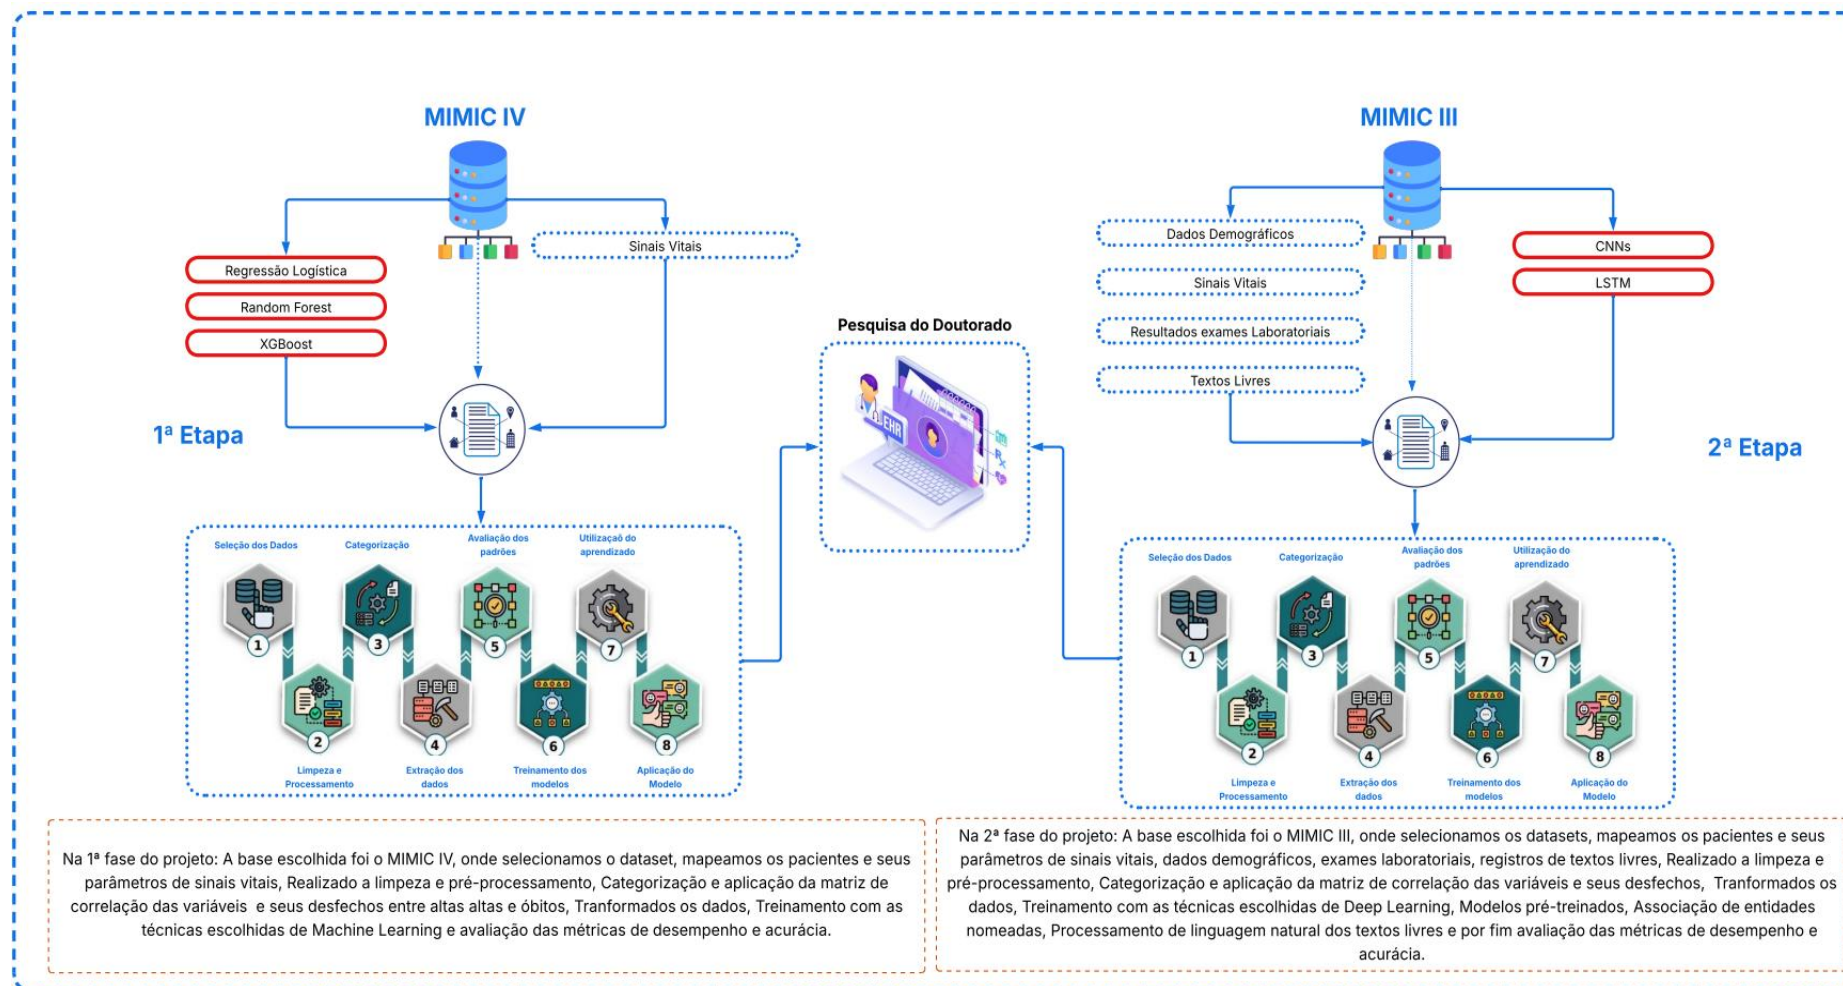 MIMIC IV
Regressão Logística
Random Forest
XGBoost
Sinais Vitais
1ª Etapa
Seleção dos Dados
Categorização
Avaliação dos
padrões
Utilizaçaõ do
aprendizado
1
3
5
7
2
4
6
8
Limpeza e
Processamento
Extração dos
dados
Treinamento dos
modelos
Aplicação do
Modelo
Pesquisa do Doutorado
EHR
MIMIC III
Dados Demográficos
Sinais Vitais
Resultados exames Laboratoriais
Textos Livres
CNNs
LSTM
2ª Etapa
Seleção dos Dados
Categorização
Avaliação dos
padrões
Utilização do
aprendizado
1
3
5
7
2
4
6
8
Limpeza e
Processamento
Extração dos
dados
Treinamento dos
modelos
Aplicação do
Modelo
Na 1ª fase do projeto: A base escolhida foi o MIMIC IV, onde selecionamos o dataset, mapeamos os pacientes e seus
parâmetros de sinais vitais, Realizado a limpeza e pré-processamento, Categorização e aplicação da matriz de
correlação das variáveis e seus desfechos entre altas altas e óbitos, Tranformados os dados, Treinamento com as
técnicas escolhidas de Machine Learning e avaliação das métricas de desempenho e acurácia.
Na 2ª fase do projeto: A base escolhida foi o MIMIC III, onde selecionamos os datasets, mapeamos os pacientes e seus
parâmetros de sinais vitais, dados demográficos, exames laboratoriais, registros de textos livres, Realizado a limpeza e
pré-processamento, Categorização e aplicação da matriz de correlação das variáveis e seus desfechos, Tranformados os
dados, Treinamento com as técnicas escolhidas de Deep Learning, Modelos pré-treinados, Associação de entidades
nomeadas, Processamento de linguagem natural dos textos livres e por fim avaliação das métricas de desempenho e
acurácia.